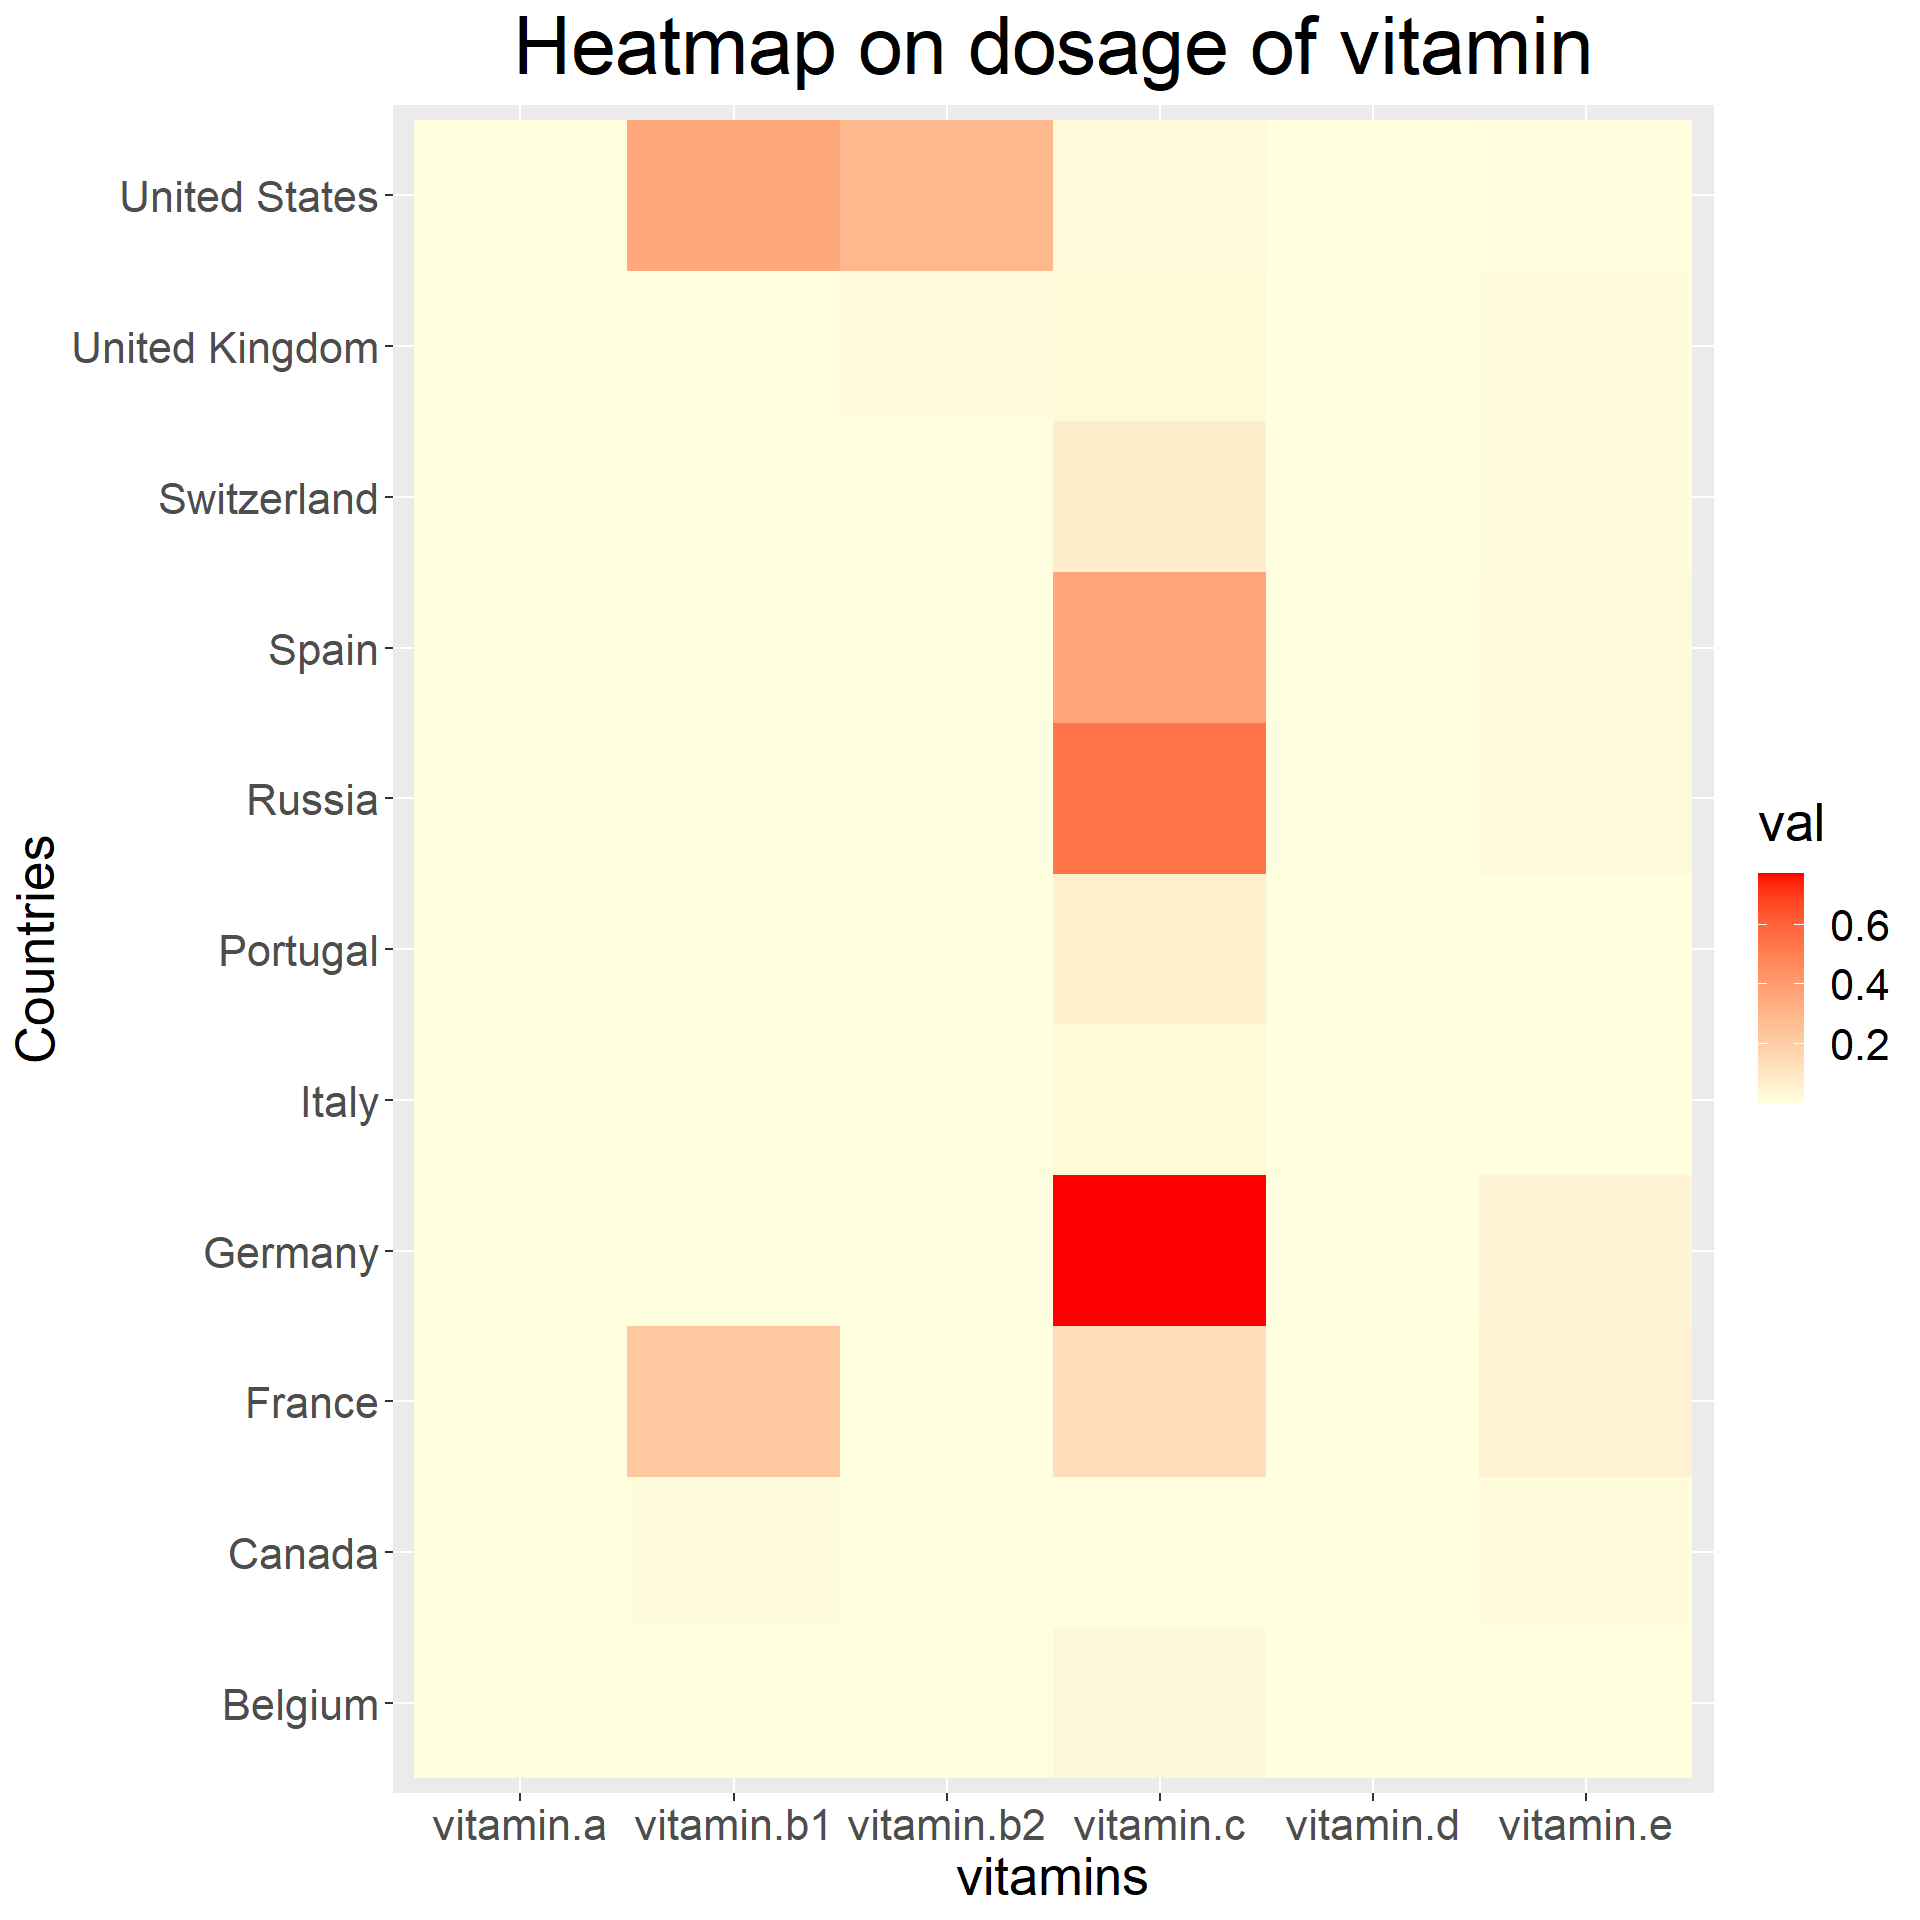 Heatmap on dosage of vitamin
Countries
United States
United Kingdom
Switzerland
Spain
Russia
Portugal
Italy
Germany
France
Canada
Belgium
vitamin.a vitamin.b1 vitamin.b2 vitamin.c vitamin.d vitamin.e
vitamins
val
0.6
0.4
0.2